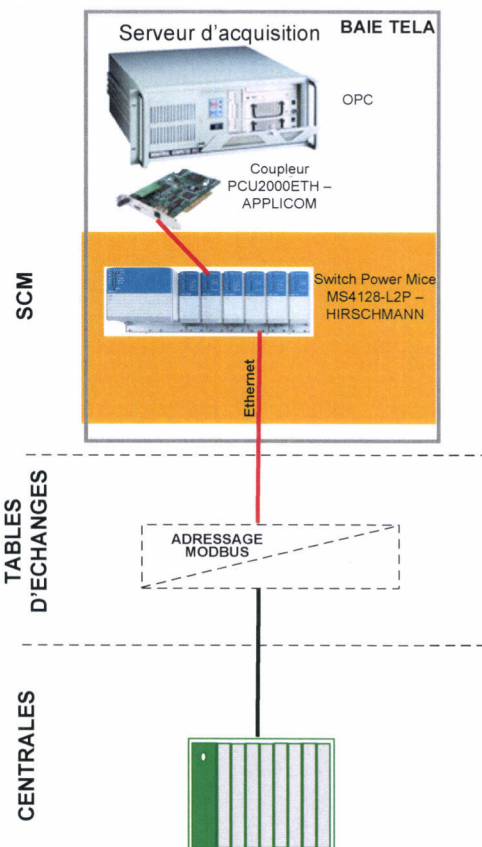 Serveur d'acquisition
BAIE TELA
OPC
Coupleur
PCU2000ETH –
APPLICOM
SCM
Switch Power Mice
MS4128-L2P –
HIRSCHMANN
Ethernet
TABLES
D'ECHANGES
ADRESSAGE
MODBUS
CENTRALES